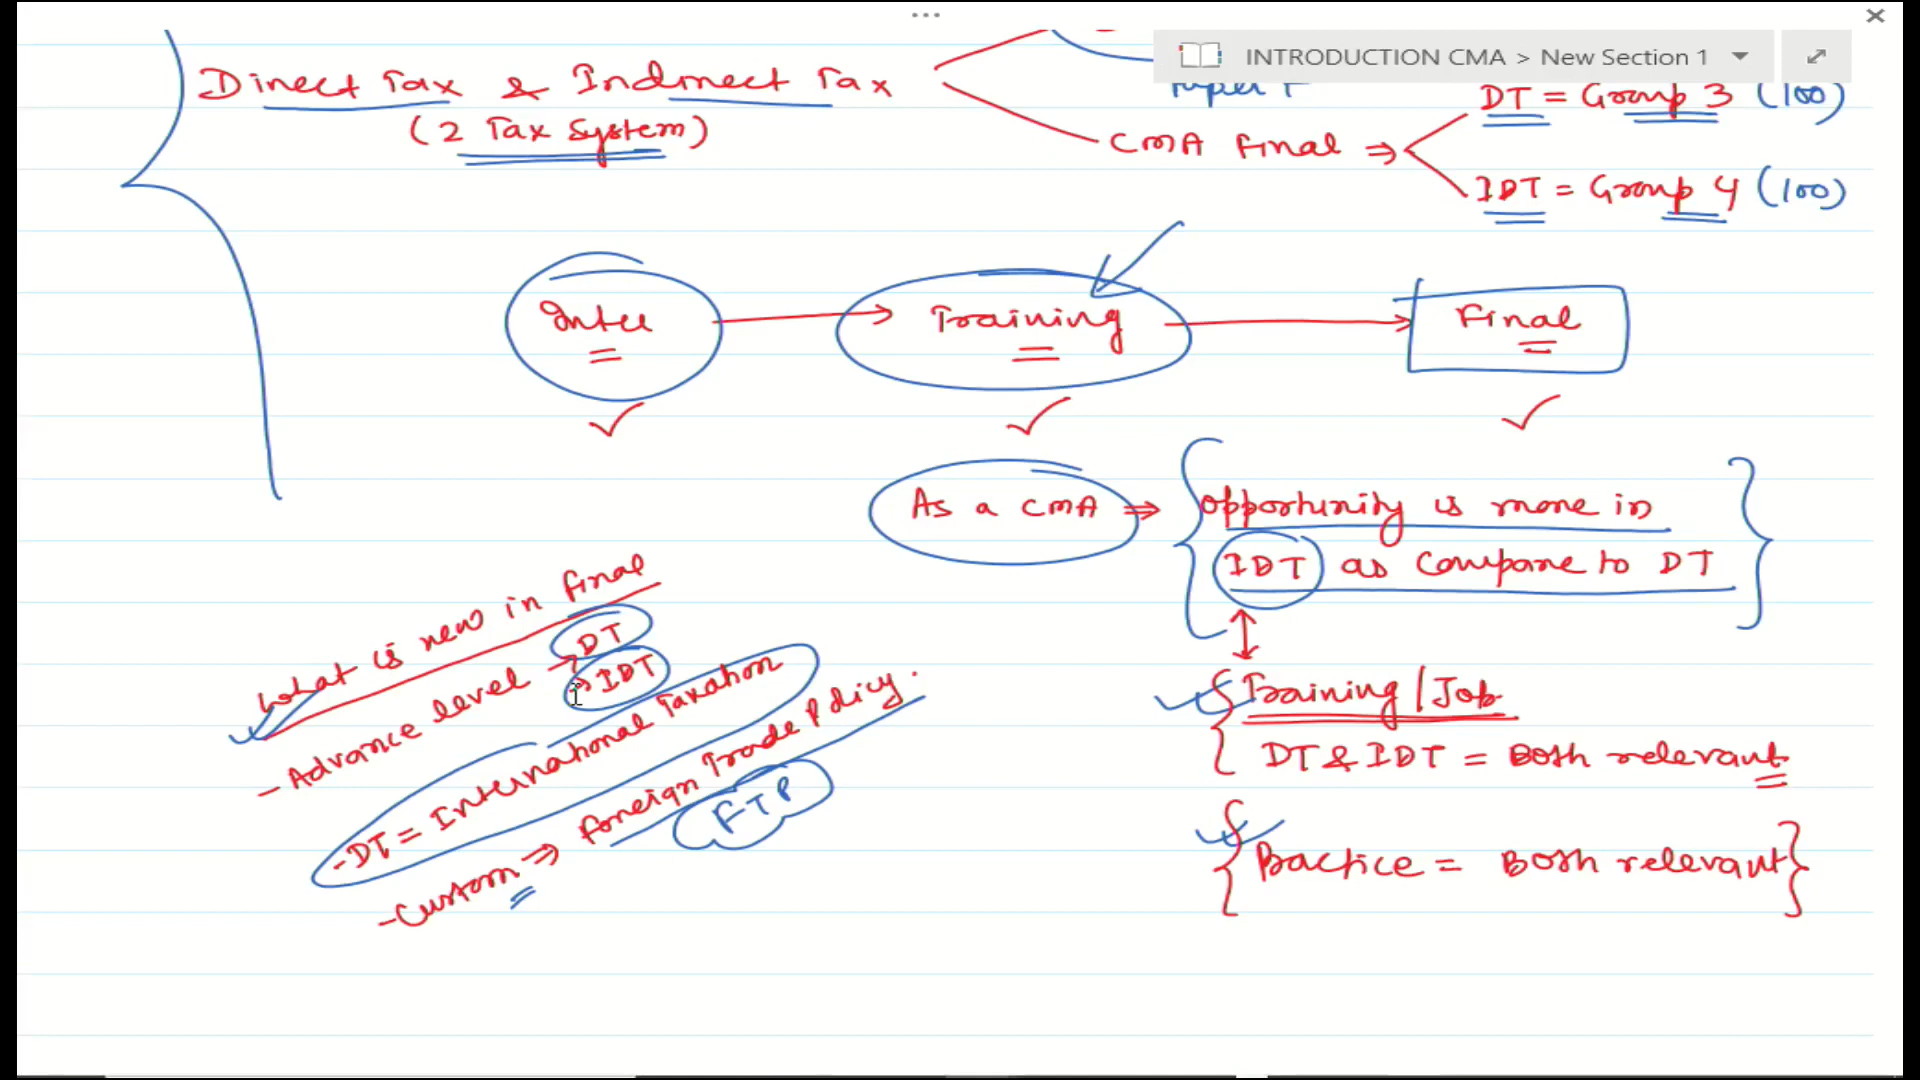 INTRODUCTION CMA > New Section 1
Direct Tax & Indirect Tax
(2 Tax System)
CMA Final ⇒
DT = Group 3 (100)
IDT = Group 4 (100)
Inter → Training → Final
As a CMA ⇒ Opportunity is more in
IDT as Compare to DT
Training / Job
DT & IDT = Both relevant
Practice = Both relevant
What is new in Final
- Advance level → DT
→ IDT
- DT = International Taxation
- Custom ⇒ Foreign Trade Policy.
FTP